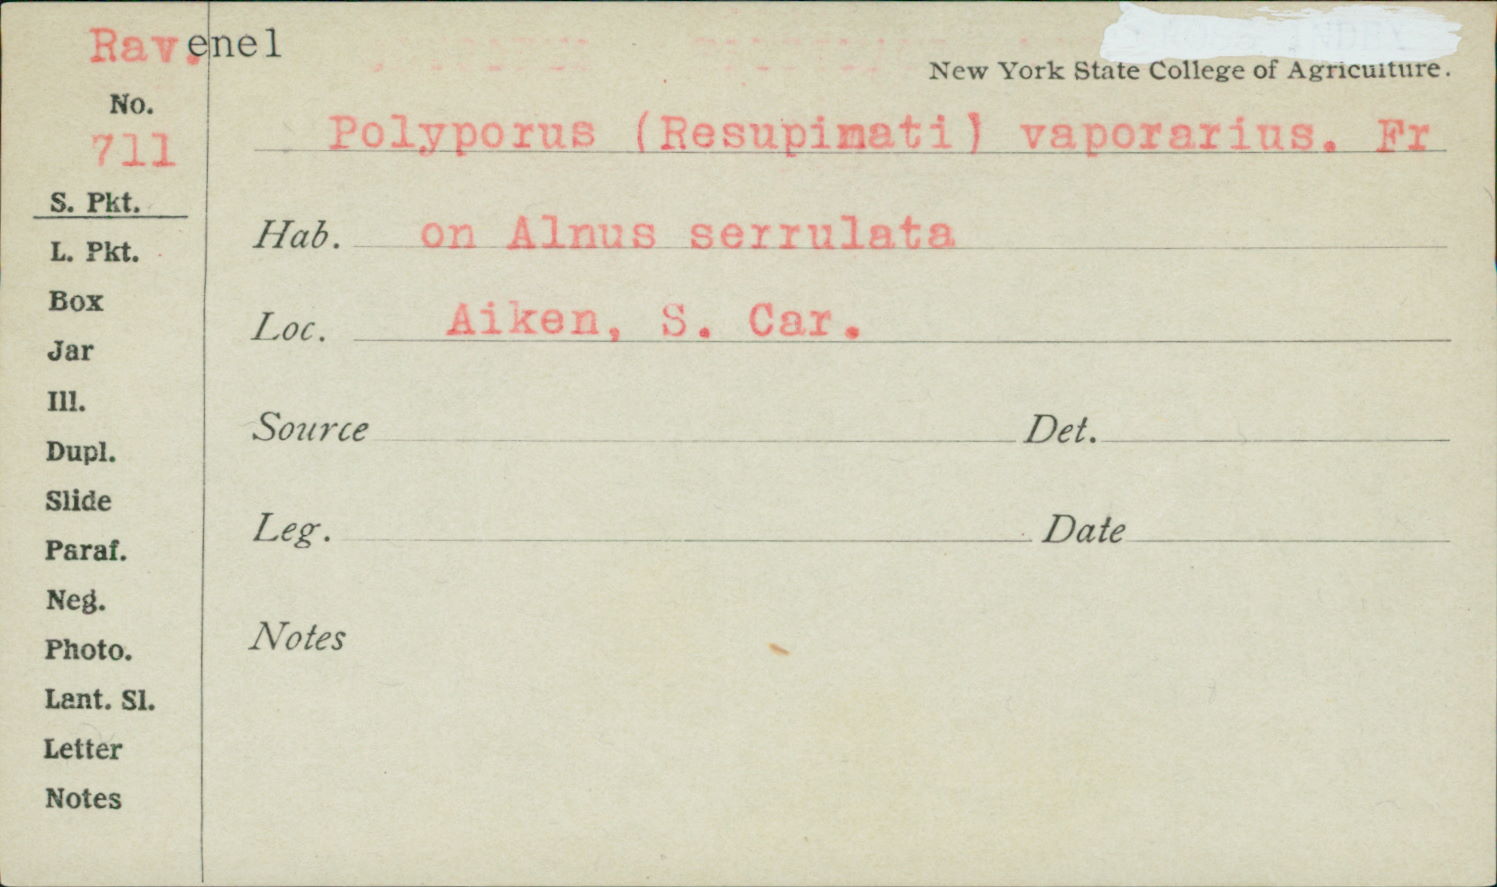 Rav.enel
New York State College of Agriculture.
No.
711
Polyporus (Resupinati) vaporarius. Fr
S. Pkt.
Hab. on Alnus serrulata
L. Pkt.
Box
Loc. Aiken, S. Car.
Jar
Ill.
Source Det.
Dupl.
Slide
Leg. Date
Paraf.
Neg.
Notes
Photo.
Lant. Sl.
Letter
Notes